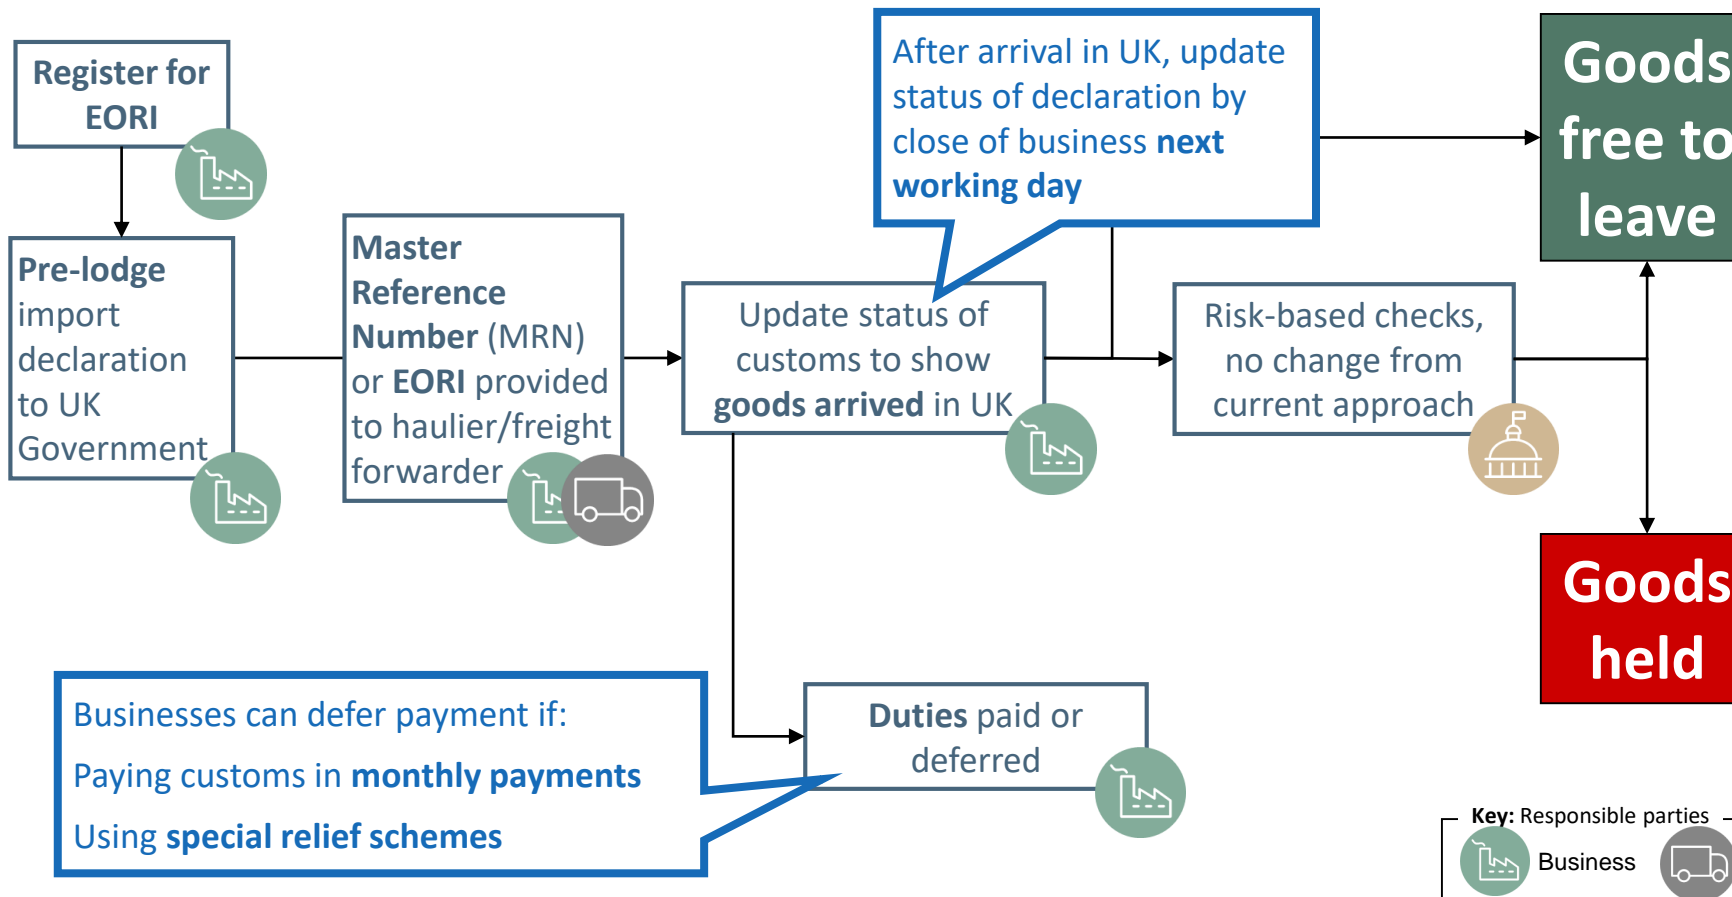 Register for
EORI
Pre-lodge
import
declaration
to UK
Government
Master
Reference
Number (MRN)
or EORI provided
to haulier/freight
forwarder
After arrival in UK, update
status of declaration by
close of business next
working day
Update status of
customs to show
goods arrived in UK
Risk-based checks,
no change from
current approach
Goods
free to
leave
Goods
held
Businesses can defer payment if:
Paying customs in monthly payments
Using special relief schemes
Duties paid or
deferred
Key: Responsible parties
Business